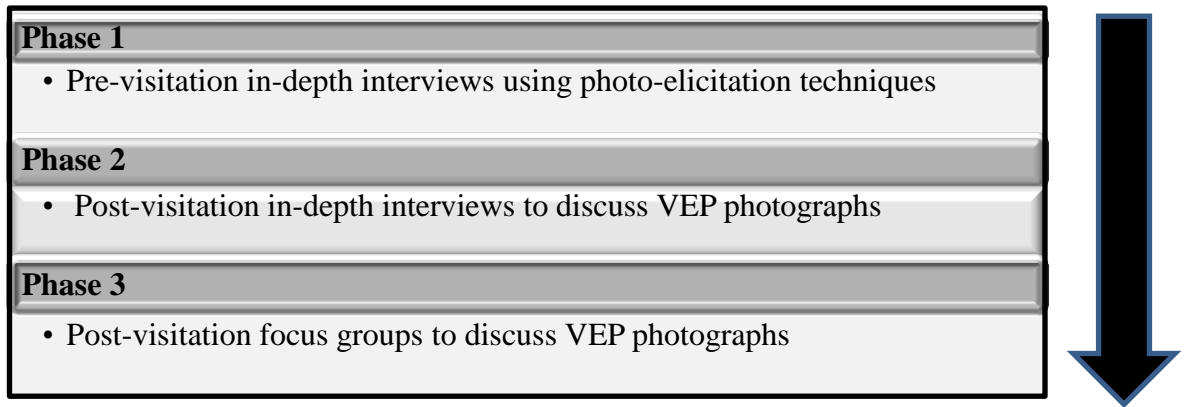 Phase 1
• Pre-visitation in-depth interviews using photo-elicitation techniques
Phase 2
• Post-visitation in-depth interviews to discuss VEP photographs
Phase 3
• Post-visitation focus groups to discuss VEP photographs